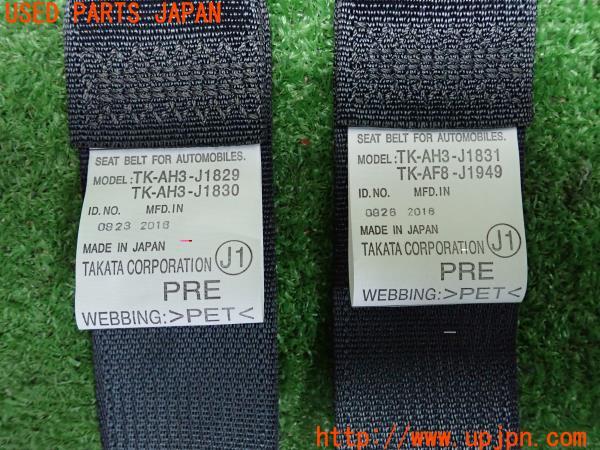 USED PARTS JAPAN
SEAT BELT FOR AUTOMOBILES.
MODEL:TK-AH3-J1829
TK-AH3-J1830
ID.NO. MFD.IN
0923 2016
MADE IN JAPAN
TAKATA CORPORATION J1
PRE
WEBBING:>PET<
SEAT BELT FOR AUTOMOBILES.
MODEL:TK-AH3-J1831
TK-AF8-J1949
ID.NO. MFD.IN
0926 2016
MADE IN JAPAN
TAKATA CORPORATION J1
PRE
WEBBING:>PET<
http://www.upjpn.com/